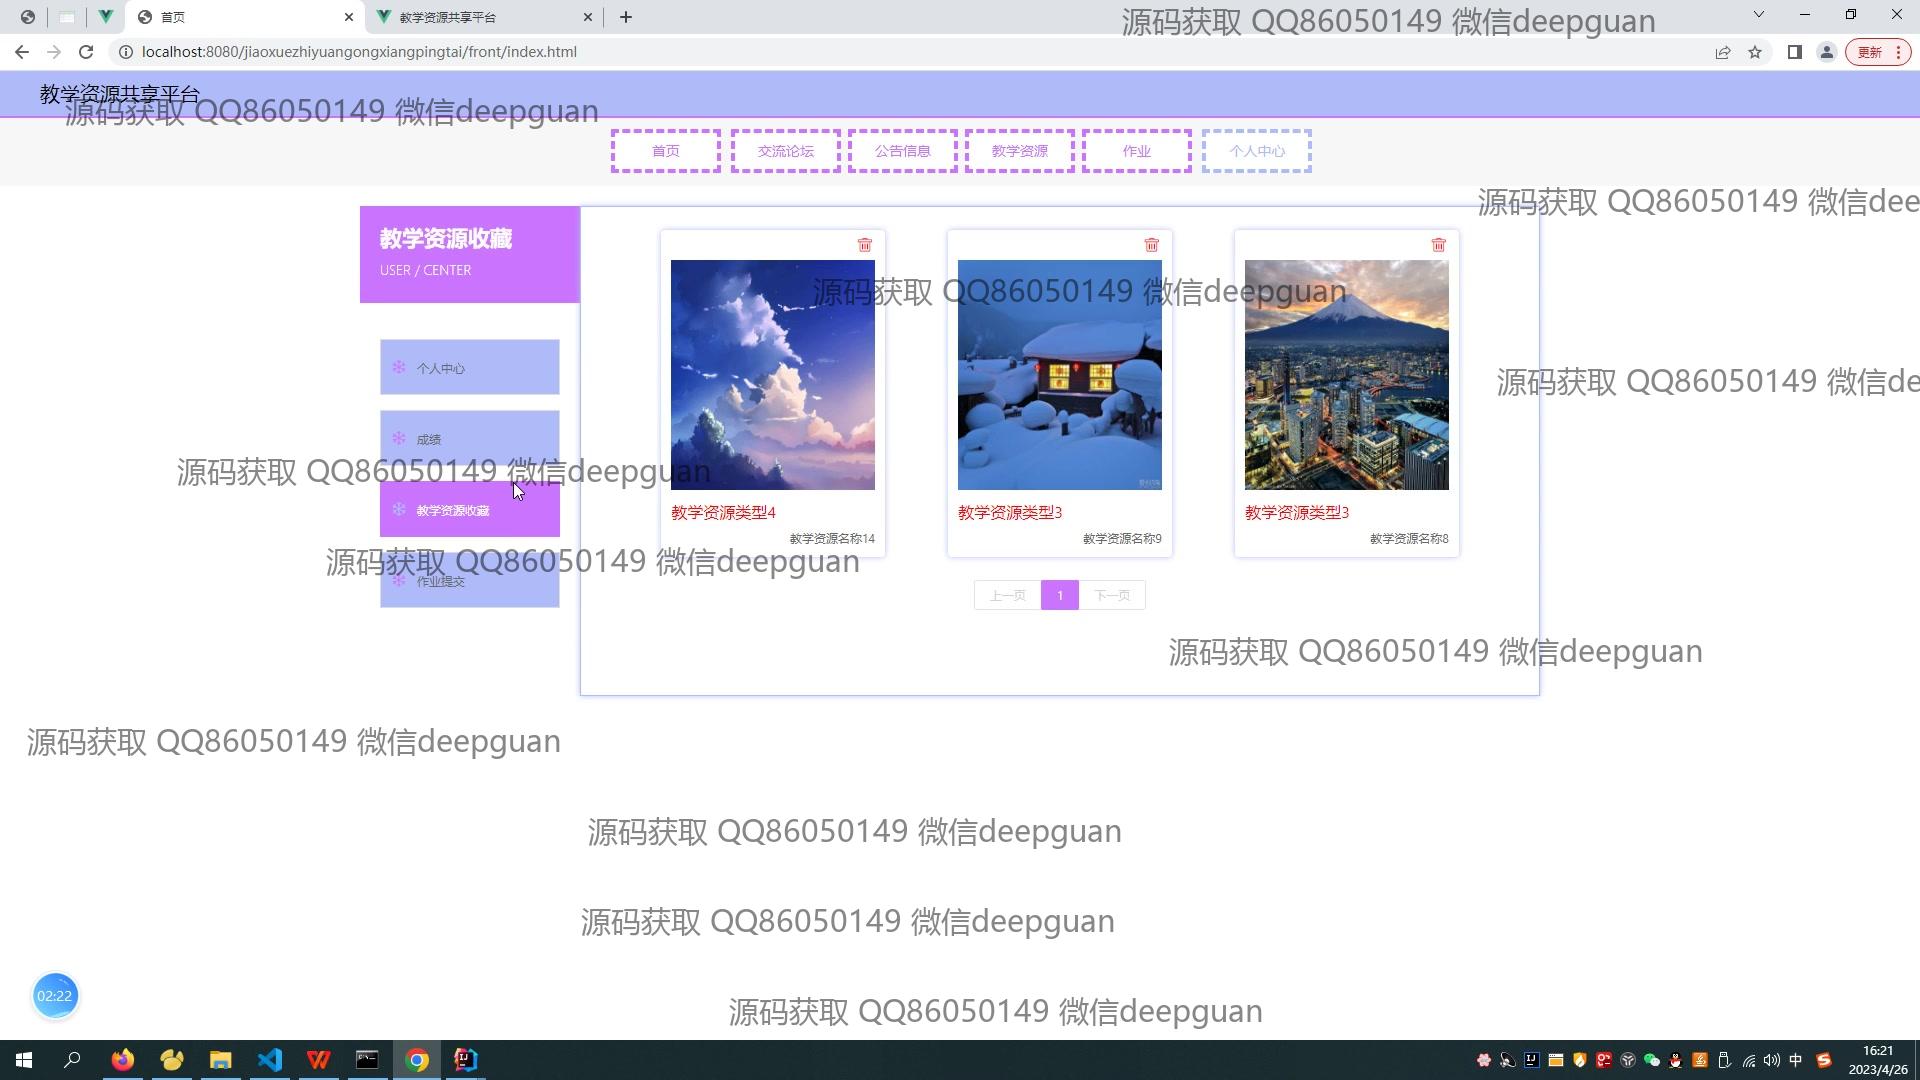 首页
教学资源共享平台
源码获取 QQ86050149 微信deepguan
localhost:8080/jiaoxuezhiyuangongxiangpingtai/front/index.html
更新
教学资源共享平台
源码获取 QQ86050149 微信deepguan
首页
交流论坛
公告信息
教学资源
作业
个人中心
源码获取 QQ86050149 微信dee
教学资源收藏
USER / CENTER
源码获取 QQ86050149 微信deepguan
个人中心
源码获取 QQ86050149 微信de
成绩
源码获取 QQ86050149 微信deepguan
教学资源收藏
教学资源类型4
教学资源名称14
教学资源类型3
教学资源名称9
教学资源类型3
教学资源名称8
源码获取 QQ86050149 微信deepguan
作业提交
上一页
1
下一页
源码获取 QQ86050149 微信deepguan
源码获取 QQ86050149 微信deepguan
源码获取 QQ86050149 微信deepguan
源码获取 QQ86050149 微信deepguan
02:22
源码获取 QQ86050149 微信deepguan
中
16:21
2023/4/26